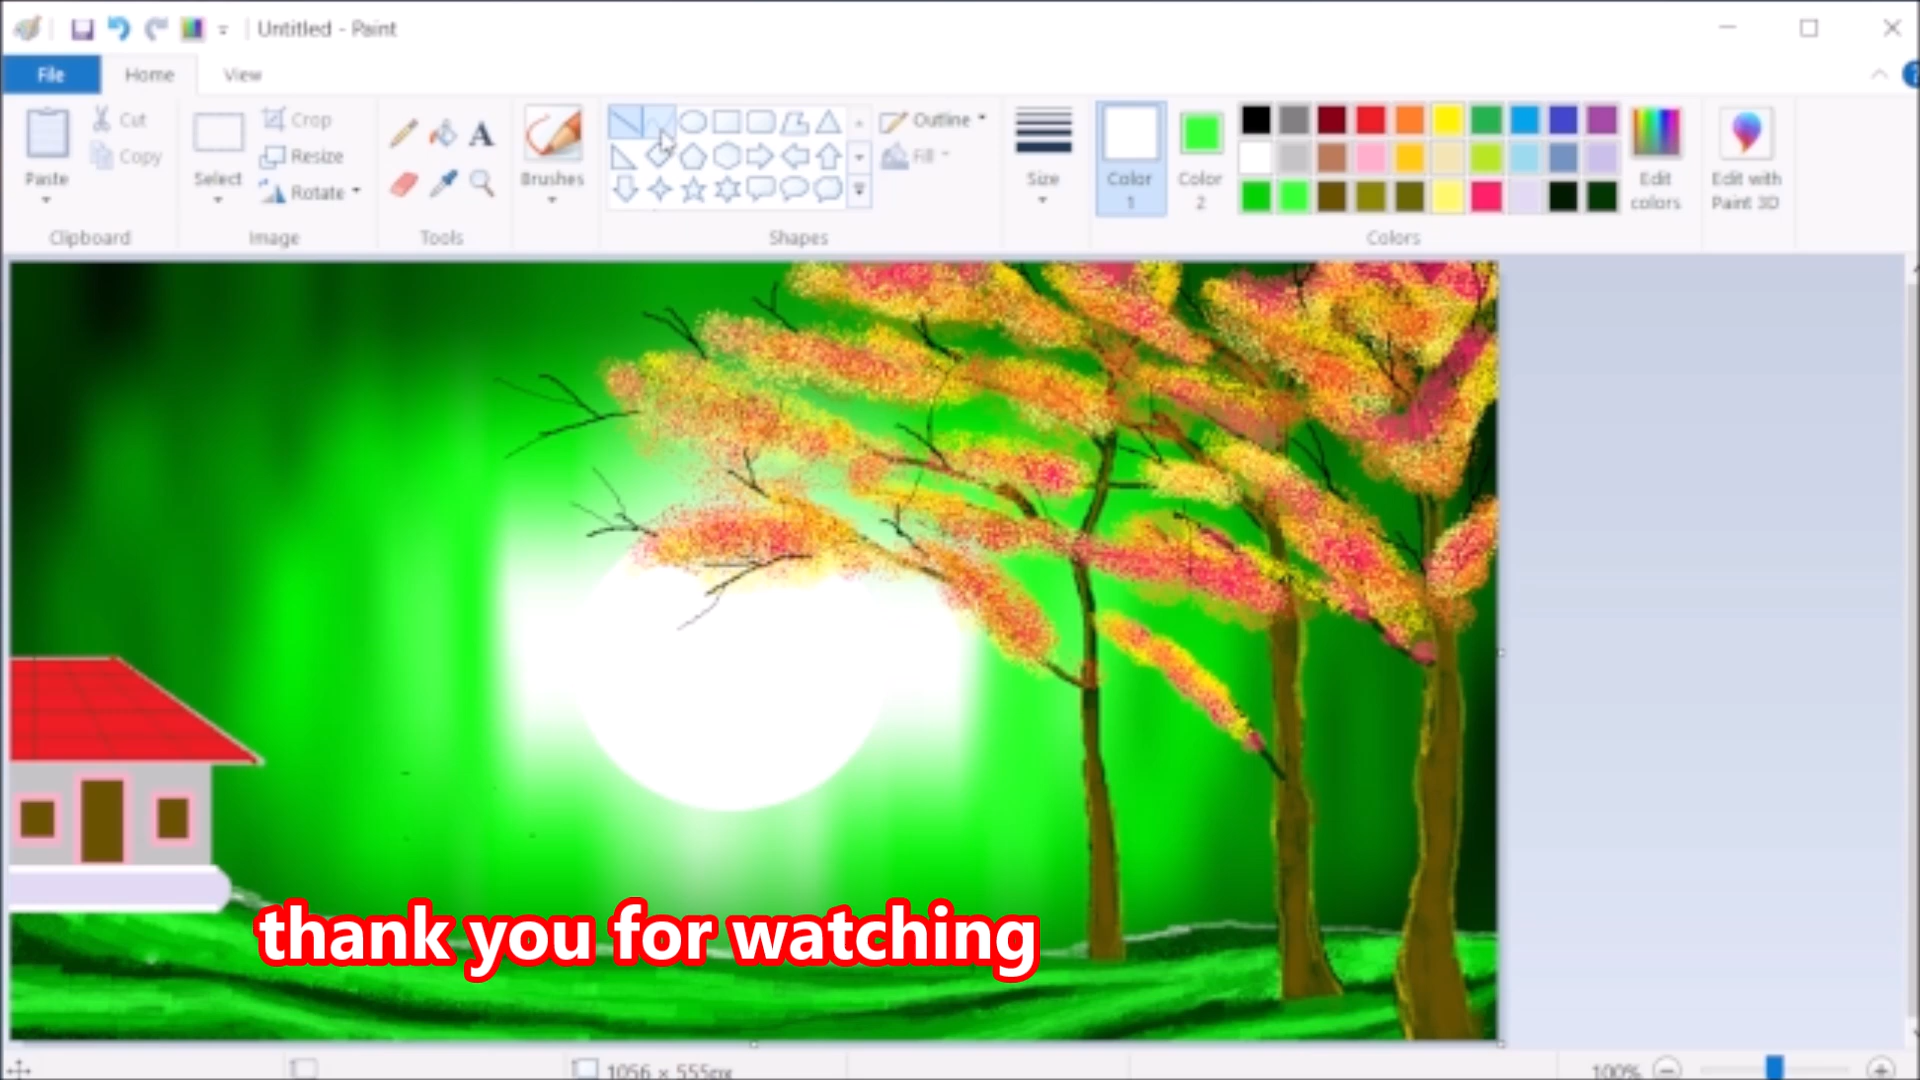 Untitled - Paint
File Home View
Cut Crop Outline
Copy Resize Fill
Paste Select Rotate Brushes Size Color Color Edit Edit with
1 2 colors Paint 3D
Clipboard Image Tools Shapes Colors
thank you for watching
1056 × 555px 100%